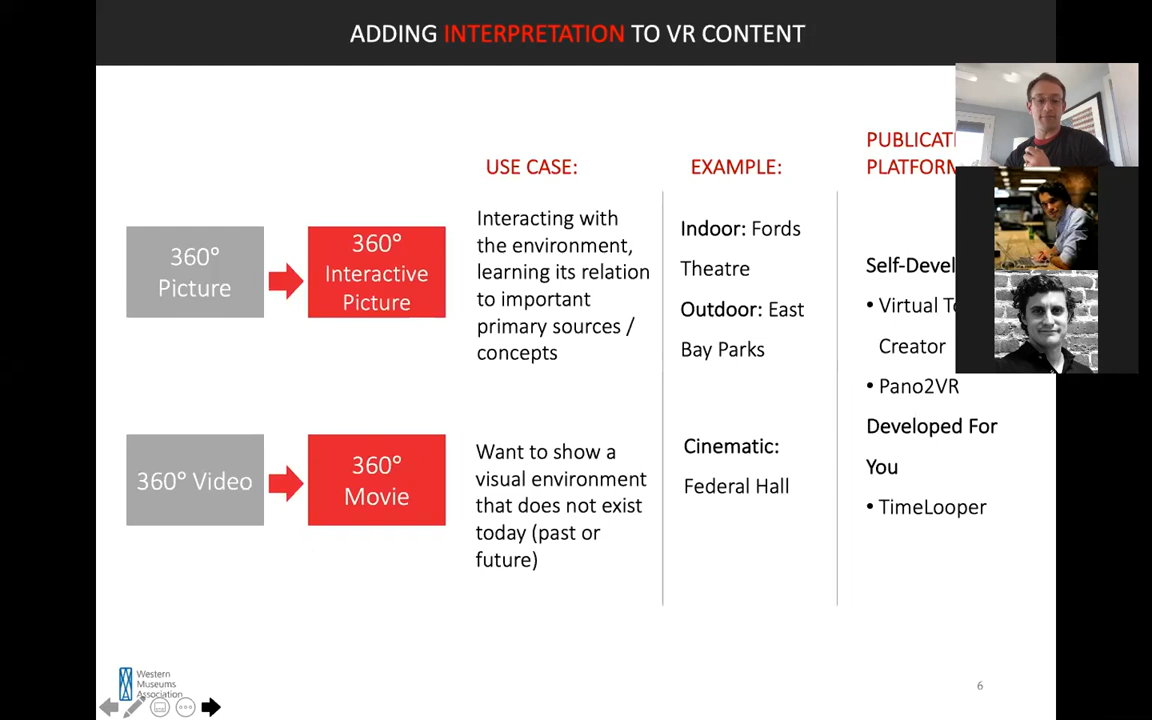 ADDING INTERPRETATION TO VR CONTENT
USE CASE:
EXAMPLE:
PUBLICAT
PLATFORM
360°
Picture
360°
Interactive
Picture
Interacting with
the environment,
learning its relation
to important
primary sources /
concepts
Indoor: Fords
Theatre
Outdoor: East
Bay Parks
Self-Devel
• Virtual To
Creator
• Pano2VR
Developed For
You
• TimeLooper
360° Video
360°
Movie
Want to show a
visual environment
that does not exist
today (past or
future)
Cinematic:
Federal Hall
Western
Museums
Association
6